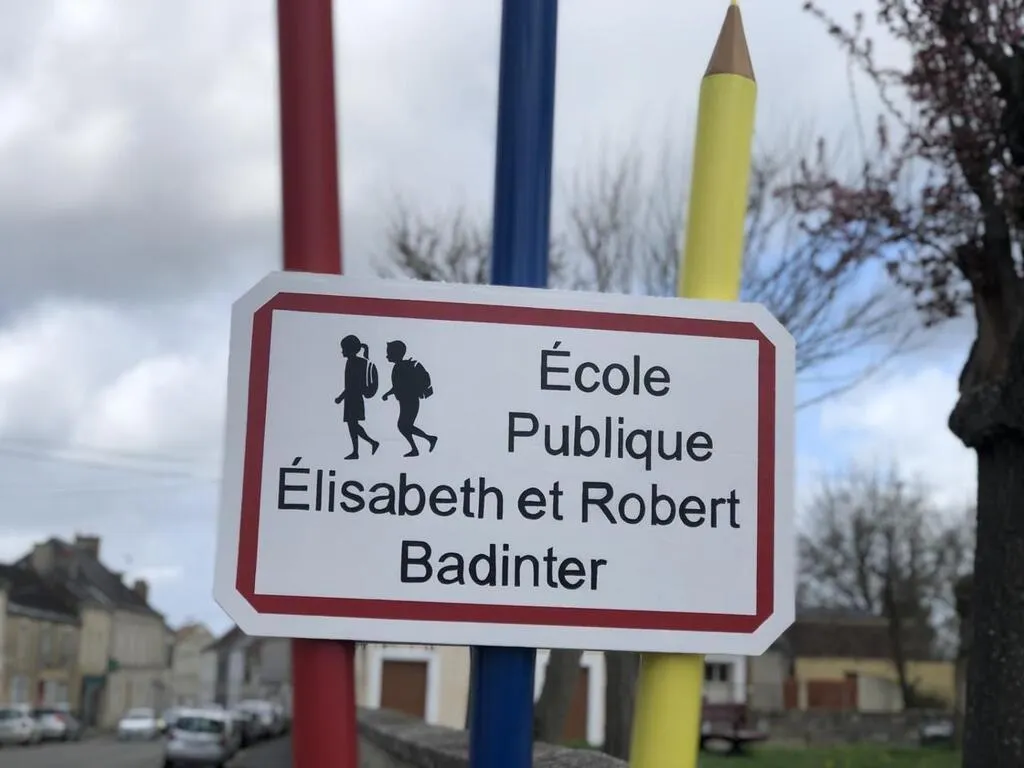 École
Publique
Élisabeth et Robert
Badinter